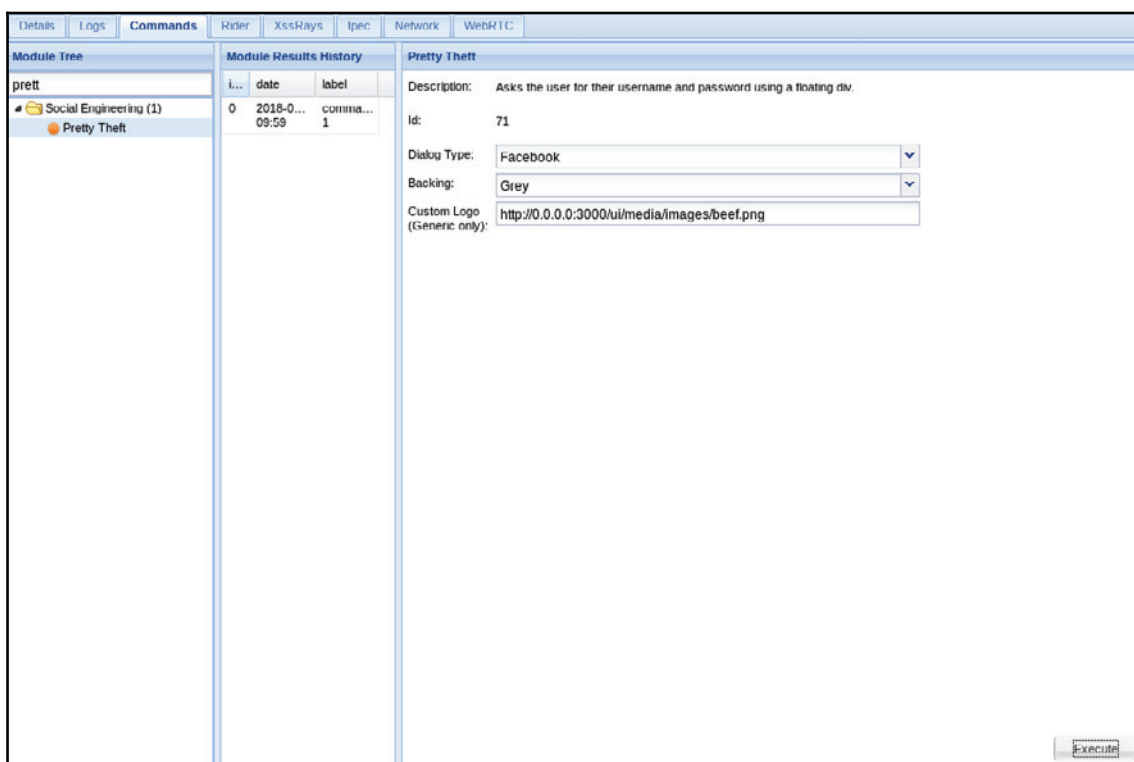 Details Logs Commands Rider XssRays Ipec Network WebRTC
Module Tree
prett
Social Engineering (1)
Pretty Theft
Module Results History
i... date label
0 2018-0... comma...
09:59 1
Pretty Theft
Description: Asks the user for their username and password using a floating div.
Id: 71
Dialog Type: Facebook
Backing: Grey
Custom Logo
(Generic only): http://0.0.0.0:3000/ui/media/images/beef.png
Execute